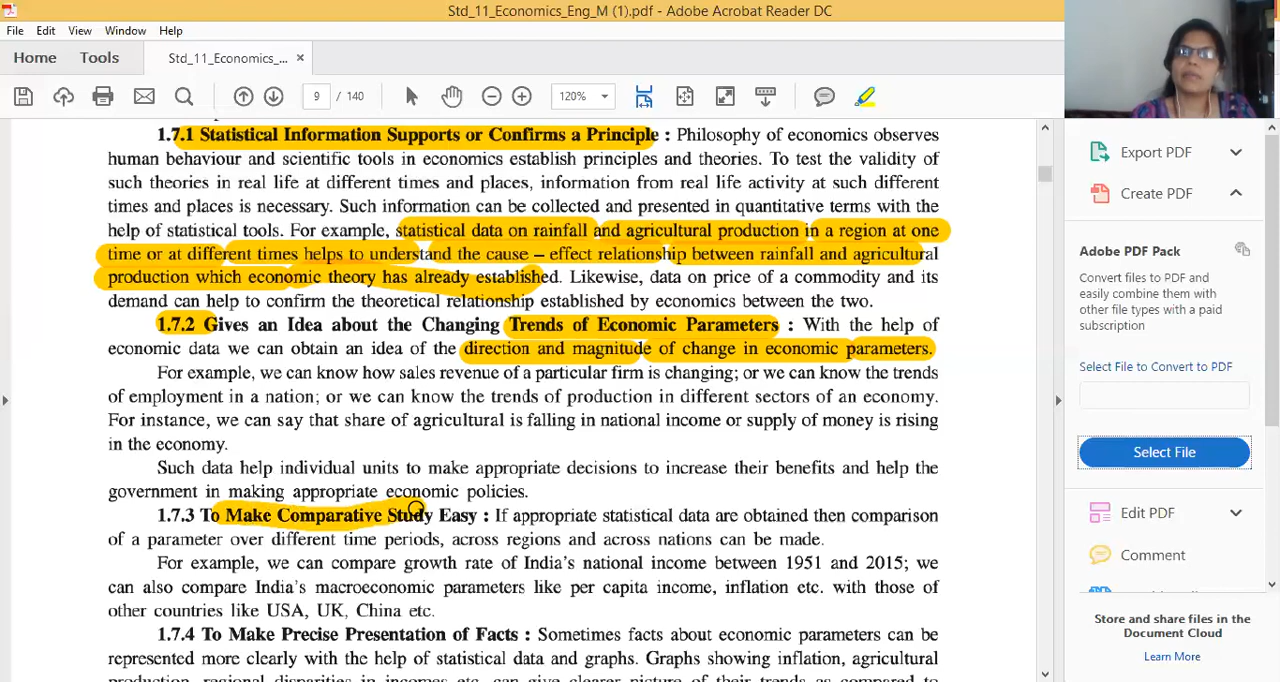 Std_11_Economics_Eng_M (1).pdf - Adobe Acrobat Reader DC
File Edit View Window Help
Home Tools Std_11_Economics_... ×
9 / 140 120%
1.7.1 Statistical Information Supports or Confirms a Principle : Philosophy of economics observes
human behaviour and scientific tools in economics establish principles and theories. To test the validity of
such theories in real life at different times and places, information from real life activity at such different
times and places is necessary. Such information can be collected and presented in quantitative terms with the
help of statistical tools. For example, statistical data on rainfall and agricultural production in a region at one
time or at different times helps to understand the cause – effect relationship between rainfall and agricultural
production which economic theory has already established. Likewise, data on price of a commodity and its
demand can help to confirm the theoretical relationship established by economics between the two.
1.7.2 Gives an Idea about the Changing Trends of Economic Parameters : With the help of
economic data we can obtain an idea of the direction and magnitude of change in economic parameters.
For example, we can know how sales revenue of a particular firm is changing; or we can know the trends
of employment in a nation; or we can know the trends of production in different sectors of an economy.
For instance, we can say that share of agricultural is falling in national income or supply of money is rising
in the economy.
Such data help individual units to make appropriate decisions to increase their benefits and help the
government in making appropriate economic policies.
1.7.3 To Make Comparative Study Easy : If appropriate statistical data are obtained then comparison
of a parameter over different time periods, across regions and across nations can be made.
For example, we can compare growth rate of India's national income between 1951 and 2015; we
can also compare India's macroeconomic parameters like per capita income, inflation etc. with those of
other countries like USA, UK, China etc.
1.7.4 To Make Precise Presentation of Facts : Sometimes facts about economic parameters can be
represented more clearly with the help of statistical data and graphs. Graphs showing inflation, agricultural
production, regional disparities in incomes etc. can give clearer picture of their trends as compared to
Export PDF
Create PDF
Adobe PDF Pack
Convert files to PDF and
easily combine them with
other file types with a paid
subscription
Select File to Convert to PDF
Select File
Edit PDF
Comment
Store and share files in the
Document Cloud
Learn More